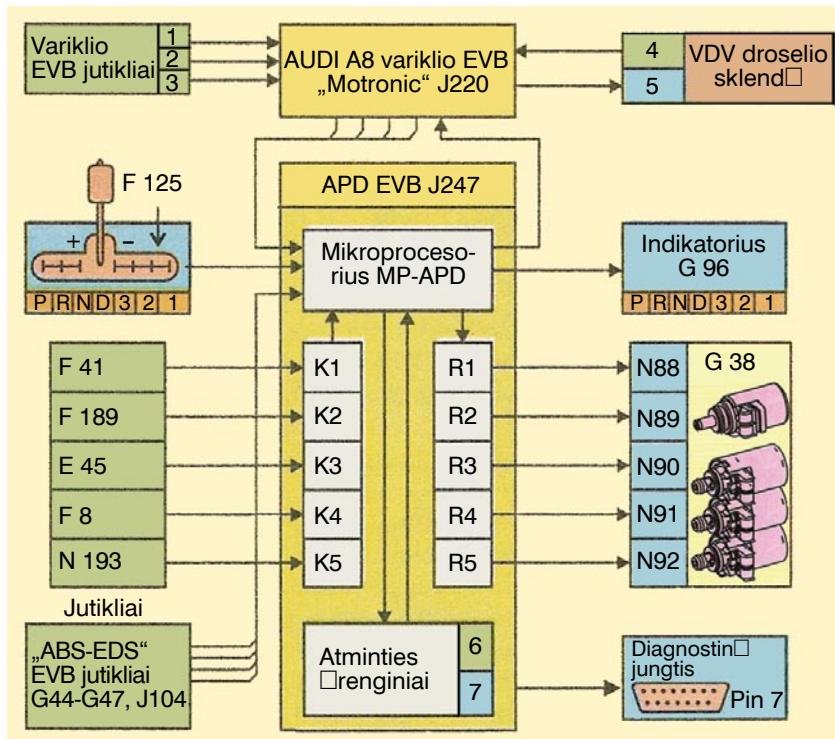 Variklio
EVB jutikliai
1
2
3
AUDI A8 variklio EVB
„Motronic“ J220
4
5
VDV droselio
sklend□
F 125
+ −
P R N D 3 2 1
APD EVB J247
Mikroproceso-
rius MP-APD
Indikatorius
G 96
P R N D 3 2 1
F 41
F 189
E 45
F 8
N 193
Jutikliai
K1
K2
K3
K4
K5
R1
R2
R3
R4
R5
N88
N89
N90
N91
N92
G 38
„ABS-EDS“
EVB jutikliai
G44-G47, J104
Atminties
□renginiai
6
7
Diagnostin□
jungtis
Pin 7